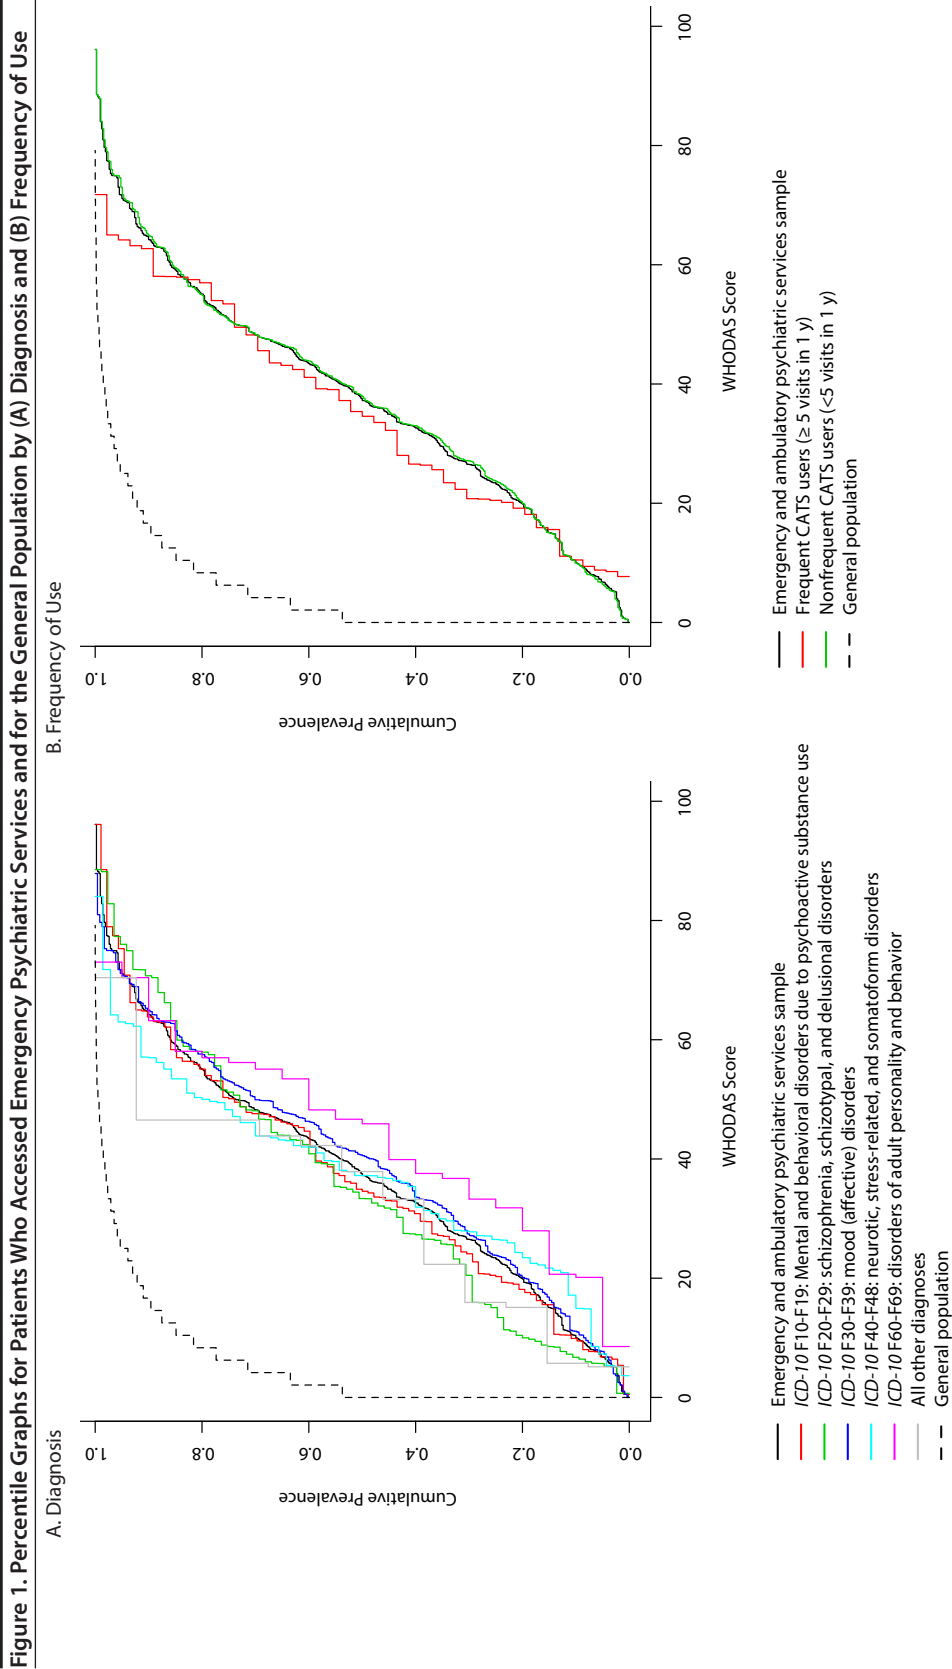 Figure 1. Percentile Graphs for Patients Who Accessed Emergency Psychiatric Services and for the General Population by (A) Diagnosis and (B) Frequency of Use
A. Diagnosis
Cumulative Prevalence
1.0
0.8
0.6
0.4
0.2
0.0
0 20 40 60 80 100
WHODAS Score
Emergency and ambulatory psychiatric services sample
ICD-10 F10-F19: Mental and behavioral disorders due to psychoactive substance use
ICD-10 F20-F29: schizophrenia, schizotypal, and delusional disorders
ICD-10 F30-F39: mood (affective) disorders
ICD-10 F40-F48: neurotic, stress-related, and somatoform disorders
ICD-10 F60-F69: disorders of adult personality and behavior
All other diagnoses
General population
B. Frequency of Use
Cumulative Prevalence
1.0
0.8
0.6
0.4
0.2
0.0
0 20 40 60 80 100
WHODAS Score
Emergency and ambulatory psychiatric services sample
Frequent CATS users (≥ 5 visits in 1 y)
Nonfrequent CATS users (<5 visits in 1 y)
General population